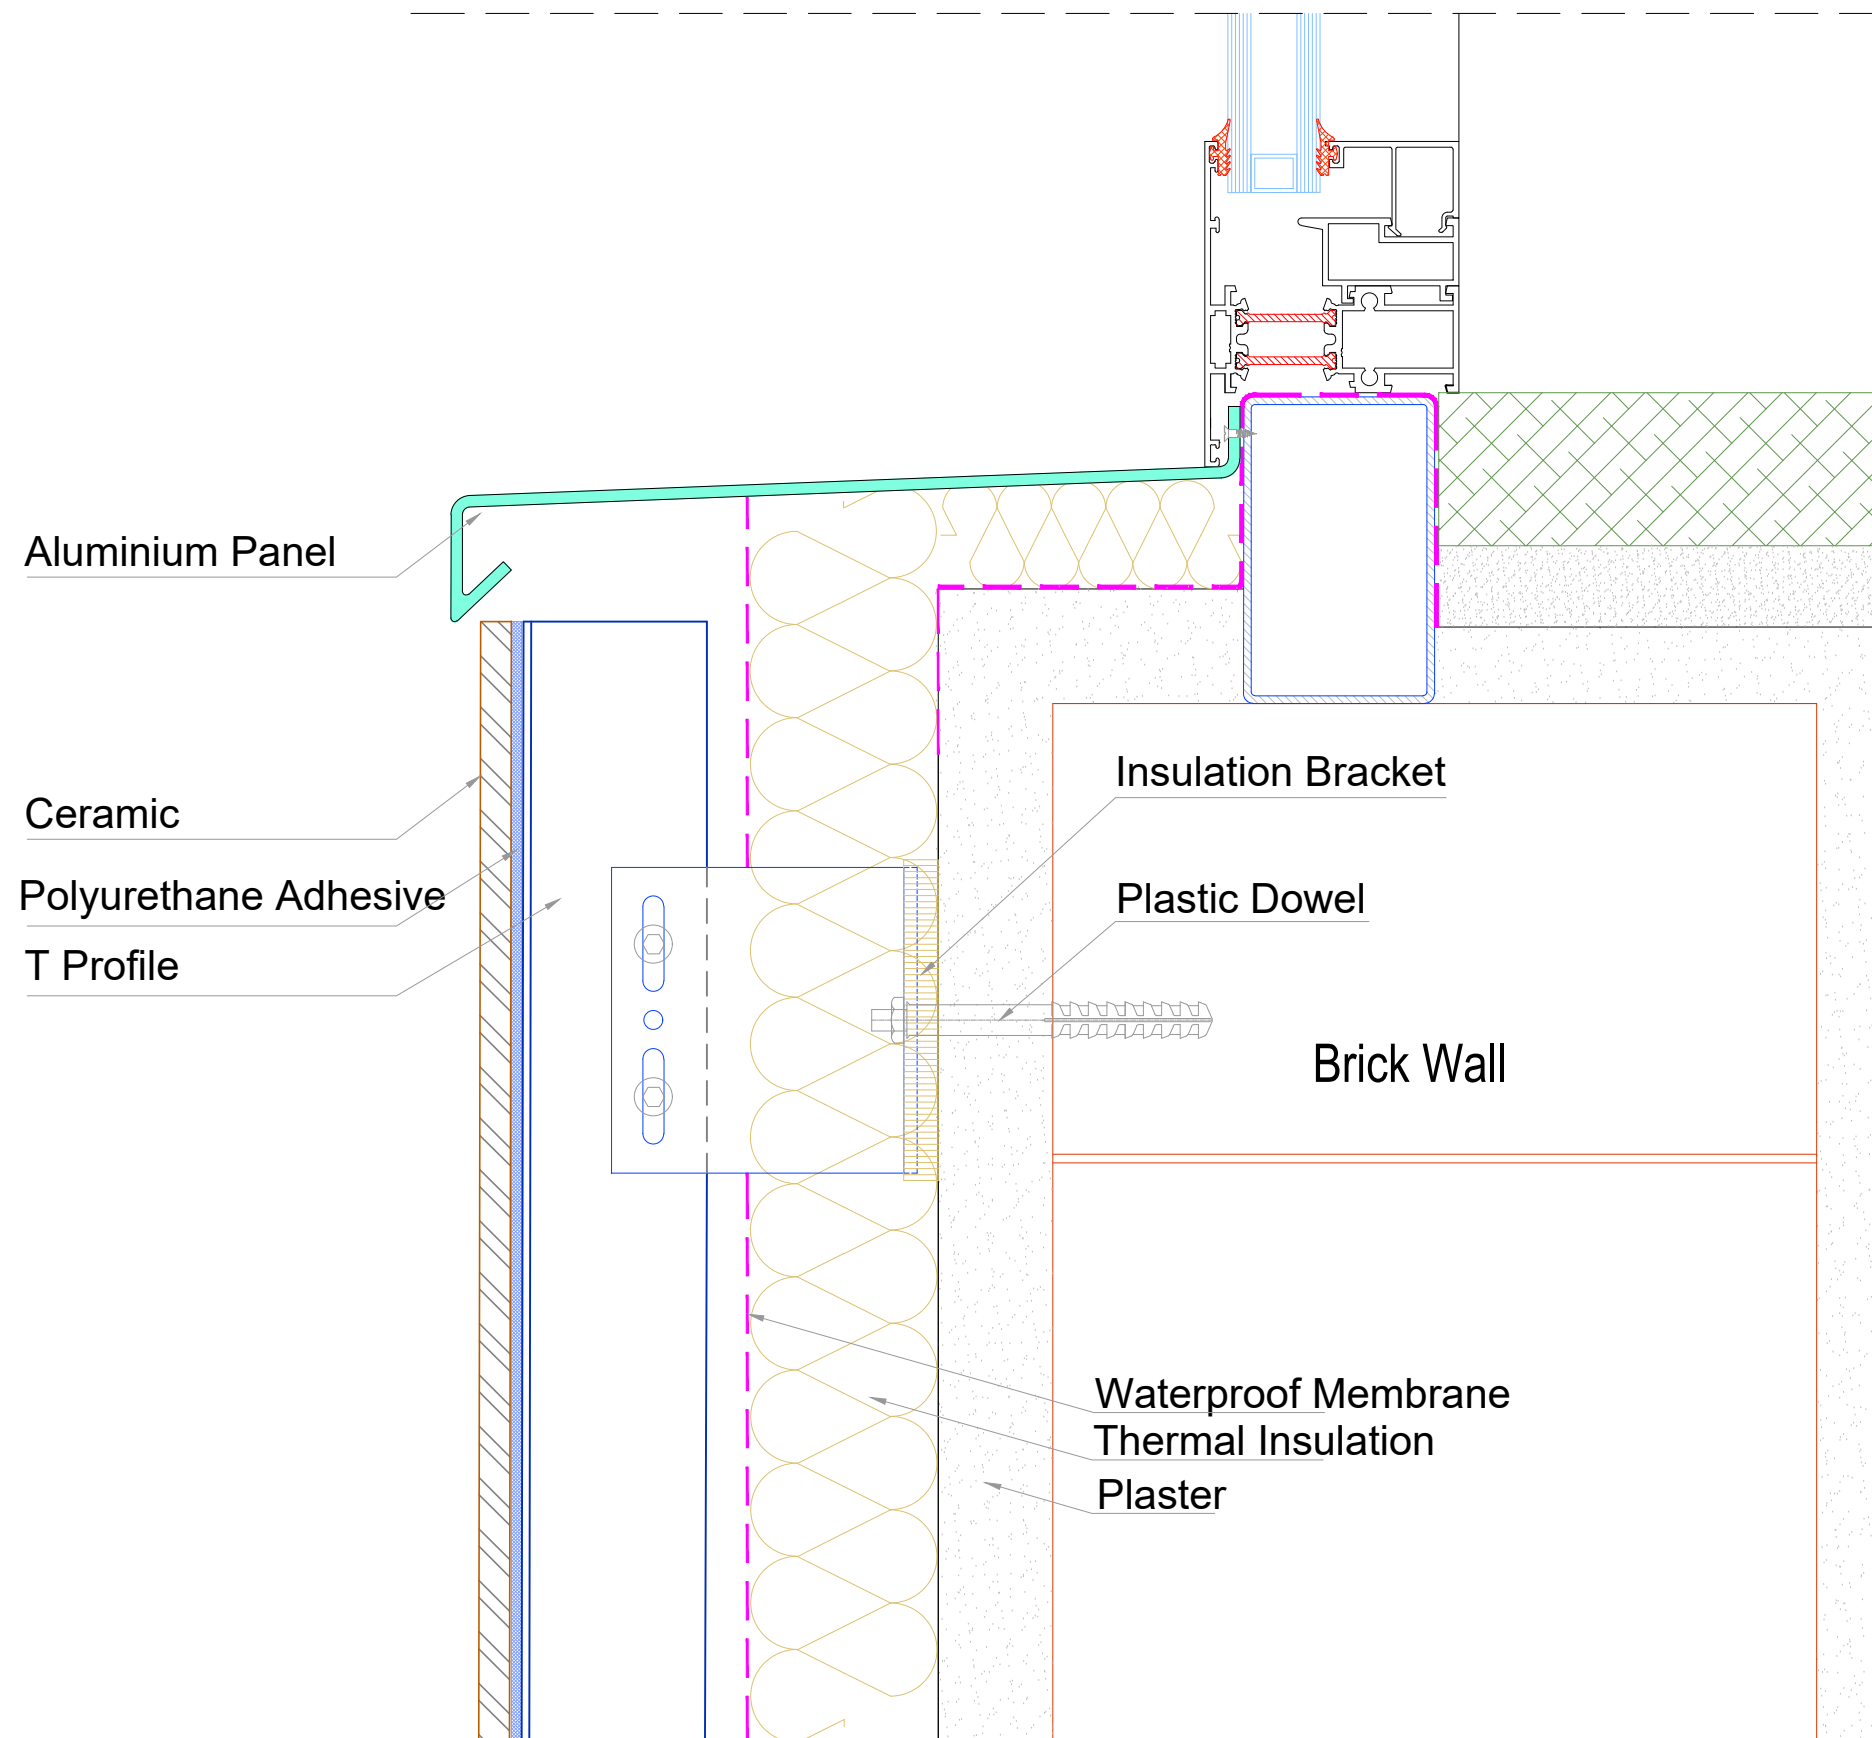 Aluminium Panel
Ceramic
Polyurethane Adhesive
T Profile
Insulation Bracket
Plastic Dowel
Brick Wall
Waterproof Membrane
Thermal Insulation
Plaster